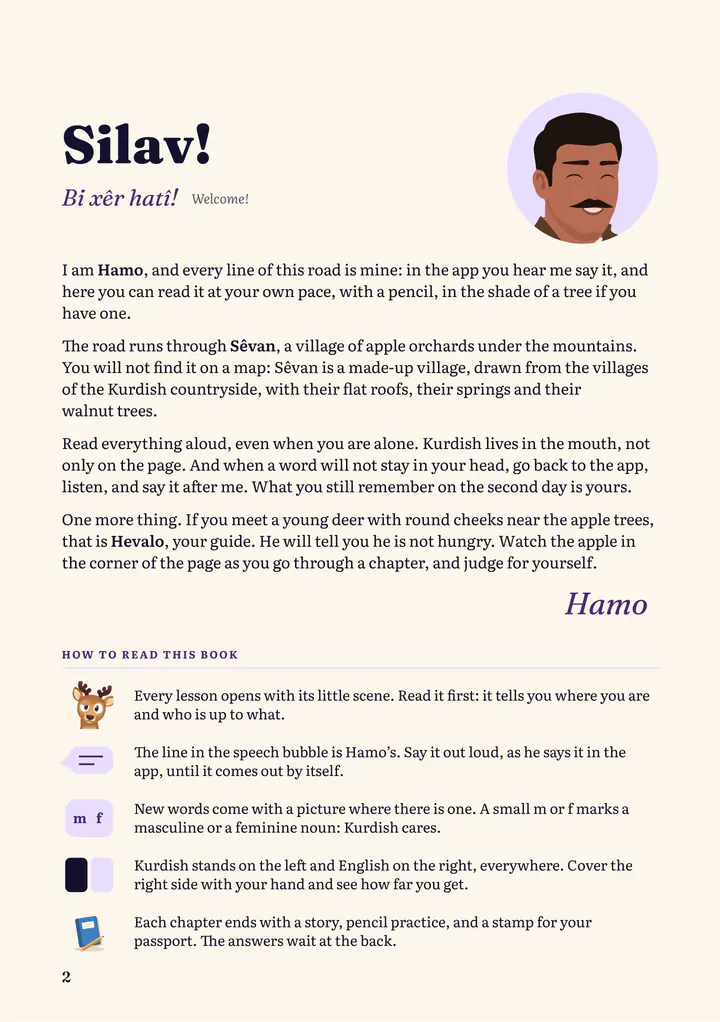 Silav!
Bi xêr hatî! Welcome!
I am Hamo, and every line of this road is mine: in the app you hear me say it, and
here you can read it at your own pace, with a pencil, in the shade of a tree if you
have one.
The road runs through Sêvan, a village of apple orchards under the mountains.
You will not find it on a map: Sêvan is a made-up village, drawn from the villages
of the Kurdish countryside, with their flat roofs, their springs and their
walnut trees.
Read everything aloud, even when you are alone. Kurdish lives in the mouth, not
only on the page. And when a word will not stay in your head, go back to the app,
listen, and say it after me. What you still remember on the second day is yours.
One more thing. If you meet a young deer with round cheeks near the apple trees,
that is Hevalo, your guide. He will tell you he is not hungry. Watch the apple in
the corner of the page as you go through a chapter, and judge for yourself.
Hamo
HOW TO READ THIS BOOK
Every lesson opens with its little scene. Read it first: it tells you where you are
and who is up to what.
The line in the speech bubble is Hamo’s. Say it out loud, as he says it in the
app, until it comes out by itself.
m f
New words come with a picture where there is one. A small m or f marks a
masculine or a feminine noun: Kurdish cares.
Kurdish stands on the left and English on the right, everywhere. Cover the
right side with your hand and see how far you get.
Each chapter ends with a story, pencil practice, and a stamp for your
passport. The answers wait at the back.
2